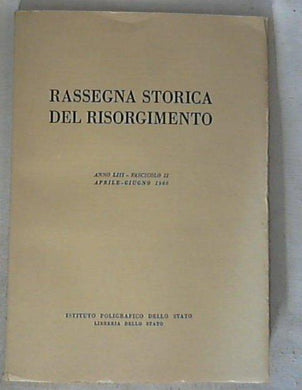 RASSEGNA STORICA
DEL RISORGIMENTO
ANNO LIII - FASCICOLO II
APRILE-GIUGNO 1966
ISTITUTO POLIGRAFICO DELLO STATO
LIBRERIA DELLO STATO